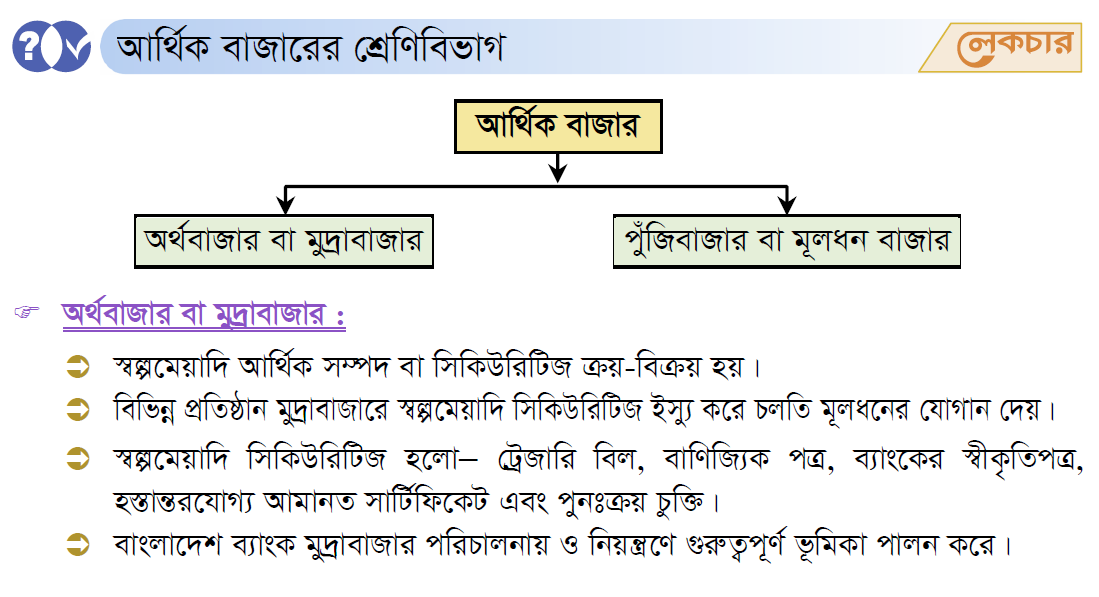 আর্থিক বাজারের শ্রেণিবিভাগ
লেকচার
আর্থিক বাজার
অর্থবাজার বা মুদ্রাবাজার
পুঁজিবাজার বা মূলধন বাজার
অর্থবাজার বা মুদ্রাবাজার :
স্বল্পমেয়াদি আর্থিক সম্পদ বা সিকিউরিটিজ ক্রয়-বিক্রয় হয়।
বিভিন্ন প্রতিষ্ঠান মুদ্রাবাজারে স্বল্পমেয়াদি সিকিউরিটিজ ইস্যু করে চলতি মূলধনের যোগান দেয়।
স্বল্পমেয়াদি সিকিউরিটিজ হলো– ট্রেজারি বিল, বাণিজ্যিক পত্র, ব্যাংকের স্বীকৃতিপত্র,
হস্তান্তরযোগ্য আমানত সার্টিফিকেট এবং পুনঃক্রয় চুক্তি।
বাংলাদেশ ব্যাংক মুদ্রাবাজার পরিচালনায় ও নিয়ন্ত্রণে গুরুত্বপূর্ণ ভূমিকা পালন করে।